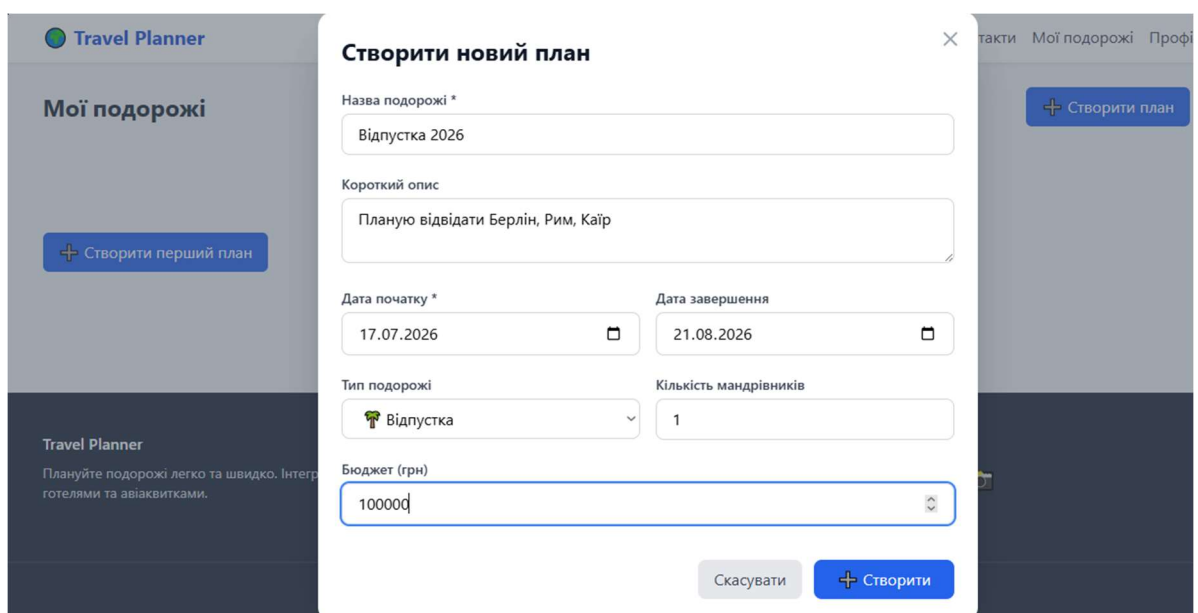 Travel Planner
такти Мої подорожі Профі
Мої подорожі
Створити план
Створити перший план
Створити новий план
Назва подорожі *
Відпустка 2026
Короткий опис
Планую відвідати Берлін, Рим, Каїр
Дата початку *
Дата завершення
17.07.2026
21.08.2026
Тип подорожі
Кількість мандрівників
Відпустка
1
Бюджет (грн)
100000
Скасувати
Створити
Travel Planner
Плануйте подорожі легко та швидко. Інтегр
готелями та авіаквитками.